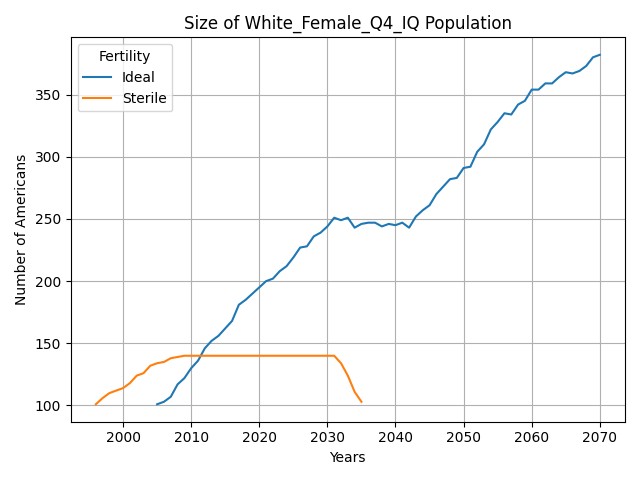 Size of White_Female_Q4_IQ Population
Fertility
Ideal
Sterile
Number of Americans
350
300
250
200
150
100
2000
2010
2020
2030
2040
2050
2060
2070
Years